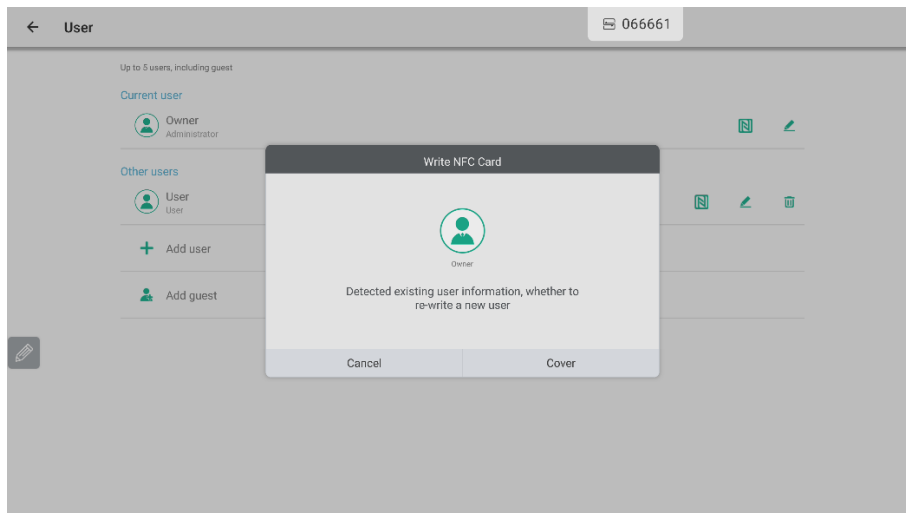 User
066661
Up to 5 users, including guest
Current user
Owner
Administrator
Other users
User
User
Add user
Add guest
Write NFC Card
Owner
Detected existing user information, whether to
re-write a new user
Cancel
Cover